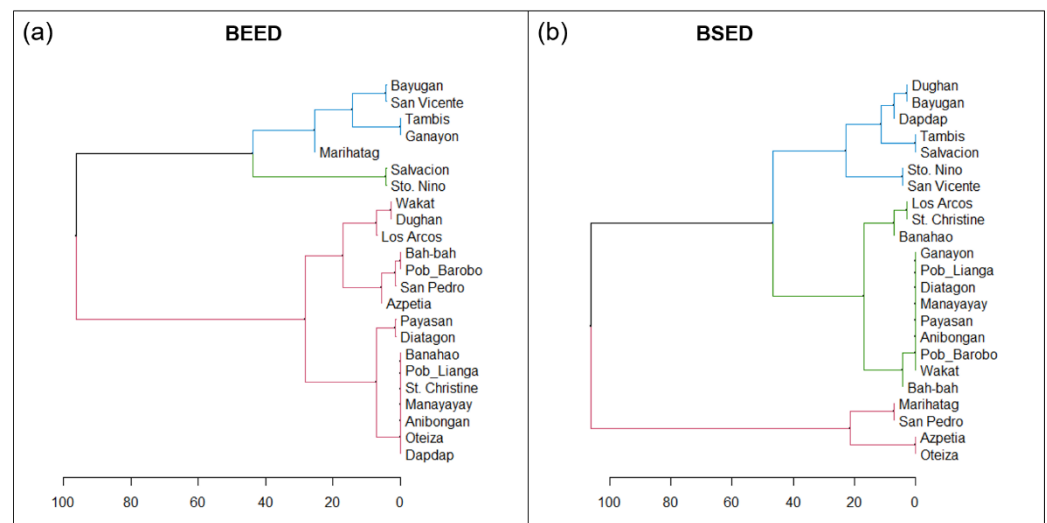 (a) BEED
Bayugan
San Vicente
Tambis
Ganayon
Marihatag
Salvacion
Sto. Nino
Wakat
Dughan
Los Arcos
Bah-bah
Pob_Barobo
San Pedro
Azpetia
Payasan
Diatagon
Banahao
Pob_Lianga
St. Christine
Manayayay
Anibongan
Oteiza
Dapdap
100 80 60 40 20 0
(b) BSED
Dughan
Bayugan
Dapdap
Tambis
Salvacion
Sto. Nino
San Vicente
Los Arcos
St. Christine
Banahao
Ganayon
Pob_Lianga
Diatagon
Manayayay
Payasan
Anibongan
Pob_Barobo
Wakat
Bah-bah
Marihatag
San Pedro
Azpetia
Oteiza
100 80 60 40 20 0